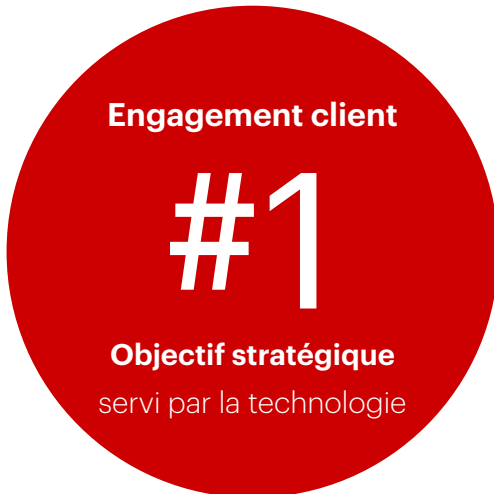 Engagement client
#1
Objectif stratégique
servi par la technologie